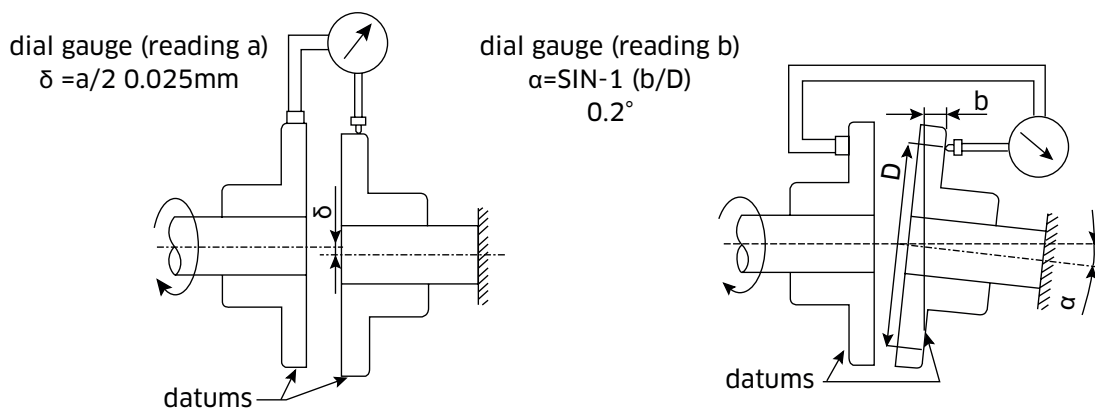 dial gauge (reading a)
δ =a/2 0.025mm
δ
datums
dial gauge (reading b)
α=SIN-1 (b/D)
0.2°
b
D
α
datums